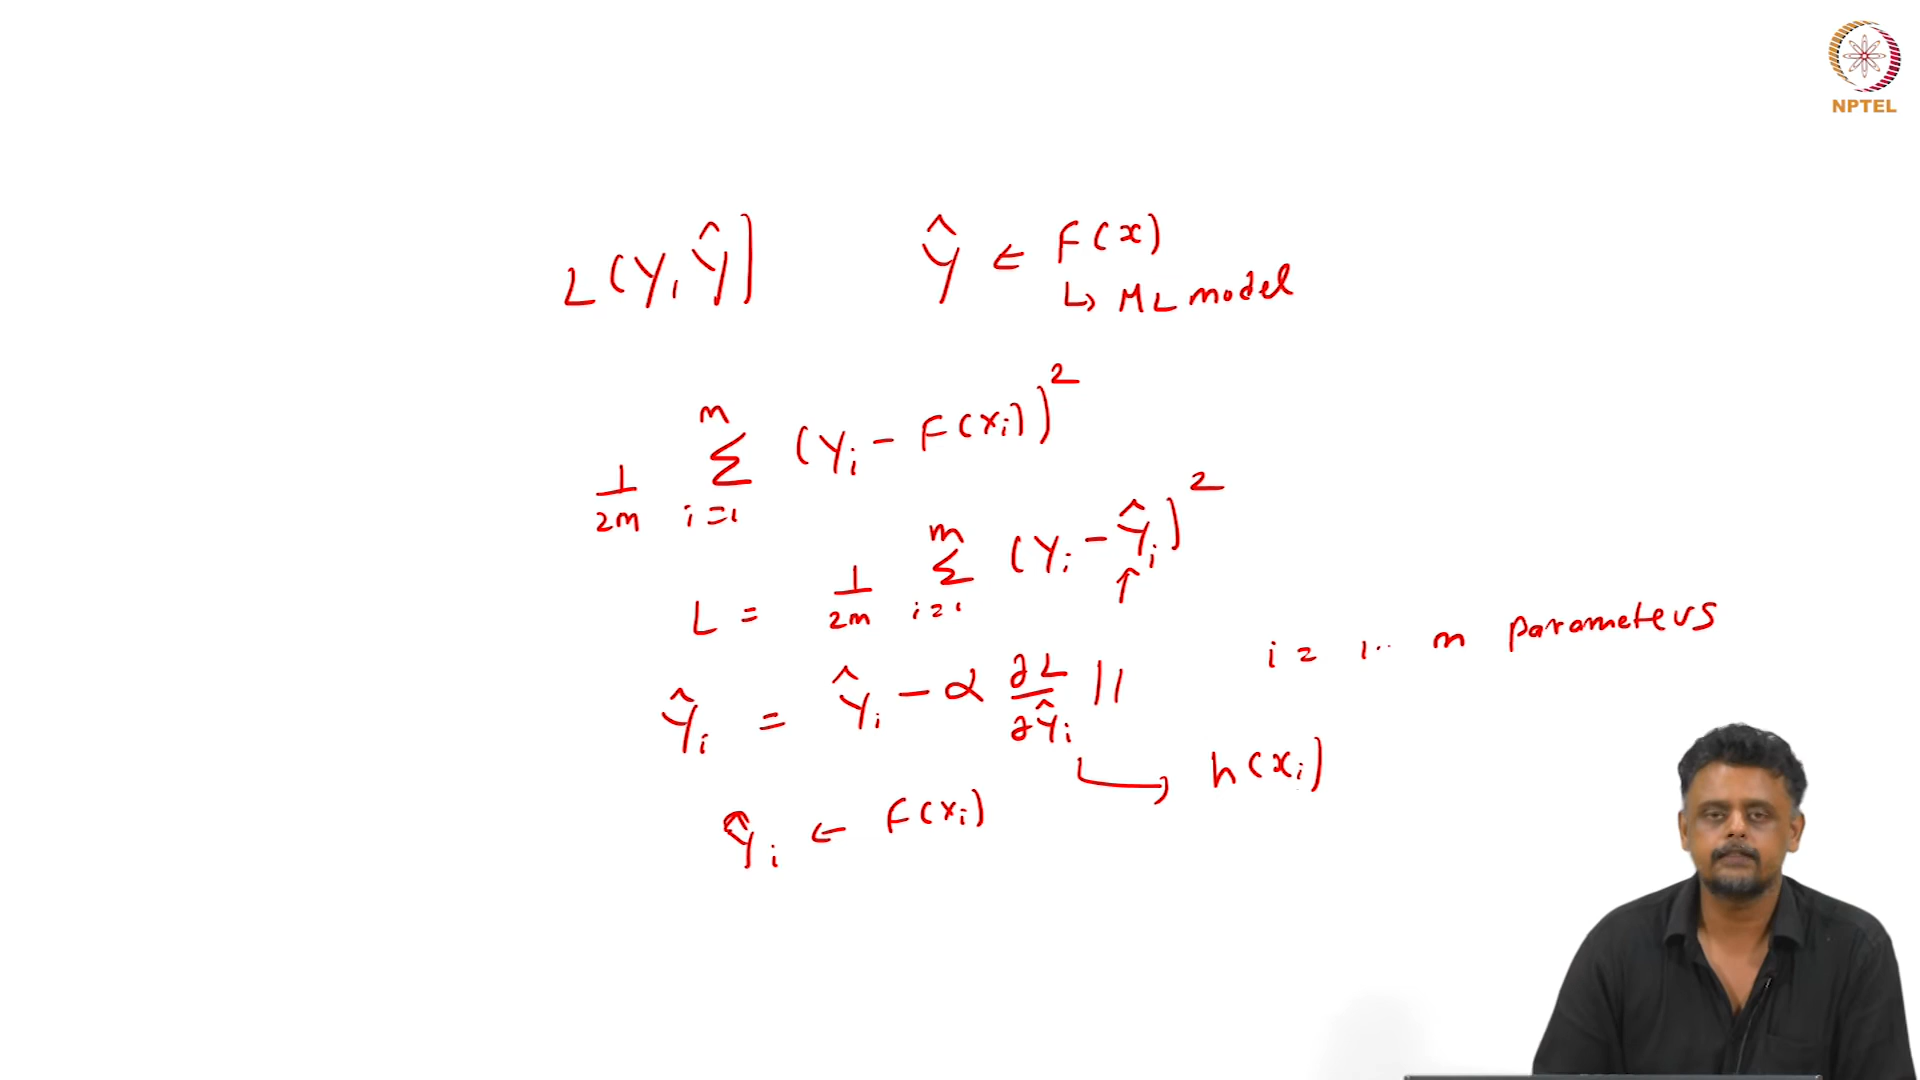 NPTEL
L(y, ŷ) ŷ ← F(x)
↳ ML model
1/2m Σ_{i=1}^{m} (y_i - F(x_i))^2
L = 1/2m Σ_{i=1}^{m} (y_i - ŷ_i)^2
↑
i = 1.. m parameters
ŷ_i = ŷ_i - α ∂L/∂ŷ_i //
↳ h(x_i)
ŷ_i ← F(x_i)